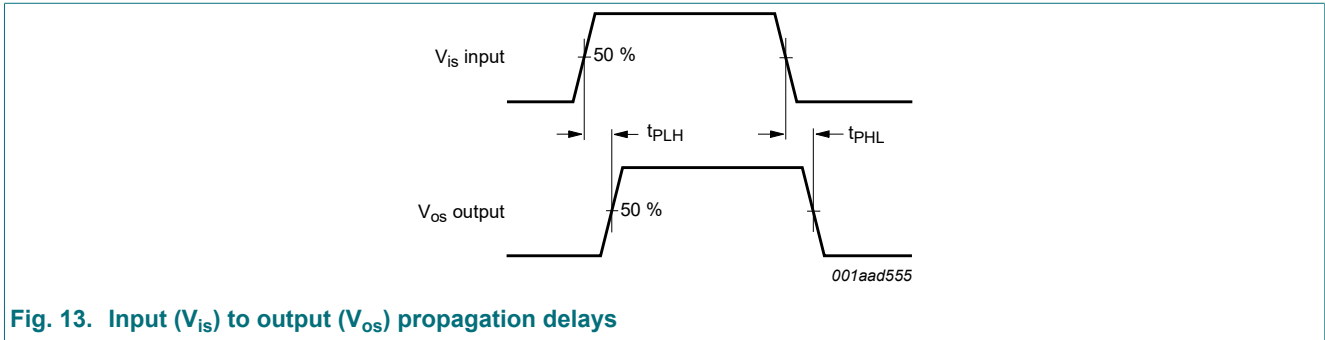 V_is input
50 %
t_PLH
t_PHL
V_os output
50 %
001aad555
Fig. 13. Input (V_is) to output (V_os) propagation delays